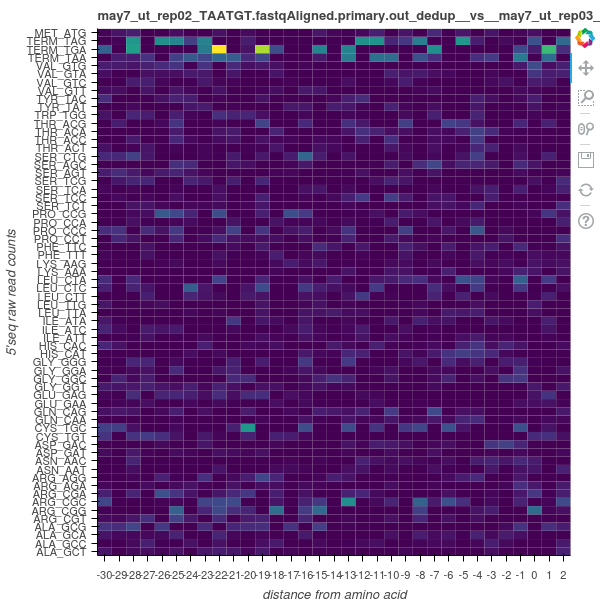 may7_ut_rep02_TAATGT.fastqAligned.primary.out_dedup__vs__may7_ut_rep03_
5'seq raw read counts
MET_ATG
TERM_TAG
TERM_TGA
TERM_TAA
VAL_GTG
VAL_GTA
VAL_GTC
VAL_GTT
TYR_TAC
TYR_TAT
TRP_TGG
THR_ACG
THR_ACA
THR_ACC
THR_ACT
SER_CTG
SER_AGC
SER_AGT
SER_TCG
SER_TCA
SER_TCC
SER_TCT
PRO_CCG
PRO_CCA
PRO_CCC
PRO_CCT
PHE_TTC
PHE_TTT
LYS_AAG
LYS_AAA
LEU_CTA
LEU_CTC
LEU_CTT
LEU_TTG
LEU_TTA
ILE_ATA
ILE_ATC
ILE_ATT
HIS_CAC
HIS_CAT
GLY_GGG
GLY_GGA
GLY_GGC
GLY_GGT
GLU_GAG
GLU_GAA
GLN_CAG
GLN_CAA
CYS_TGC
CYS_TGT
ASP_GAC
ASP_GAT
ASN_AAC
ASN_AAT
ARG_AGG
ARG_AGA
ARG_CGA
ARG_CGC
ARG_CGG
ARG_CGT
ALA_GCG
ALA_GCA
ALA_GCC
ALA_GCT
-30 -29 -28 -27 -26 -25 -24 -23 -22 -21 -20 -19 -18 -17 -16 -15 -14 -13 -12 -11 -10 -9 -8 -7 -6 -5 -4 -3 -2 -1 0 1 2
distance from amino acid